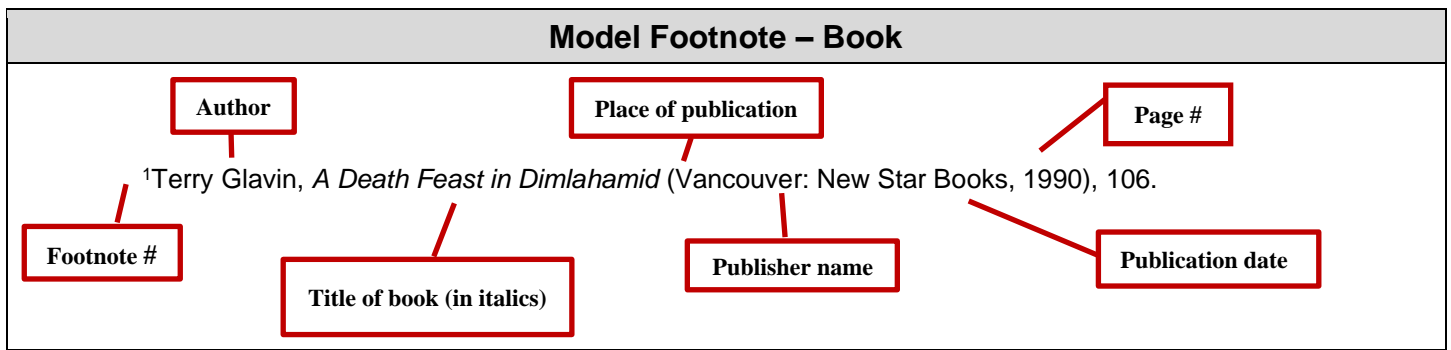 Model Footnote – Book
Author
Place of publication
Page #
¹Terry Glavin, A Death Feast in Dimlahamid (Vancouver: New Star Books, 1990), 106.
Footnote #
Title of book (in italics)
Publisher name
Publication date